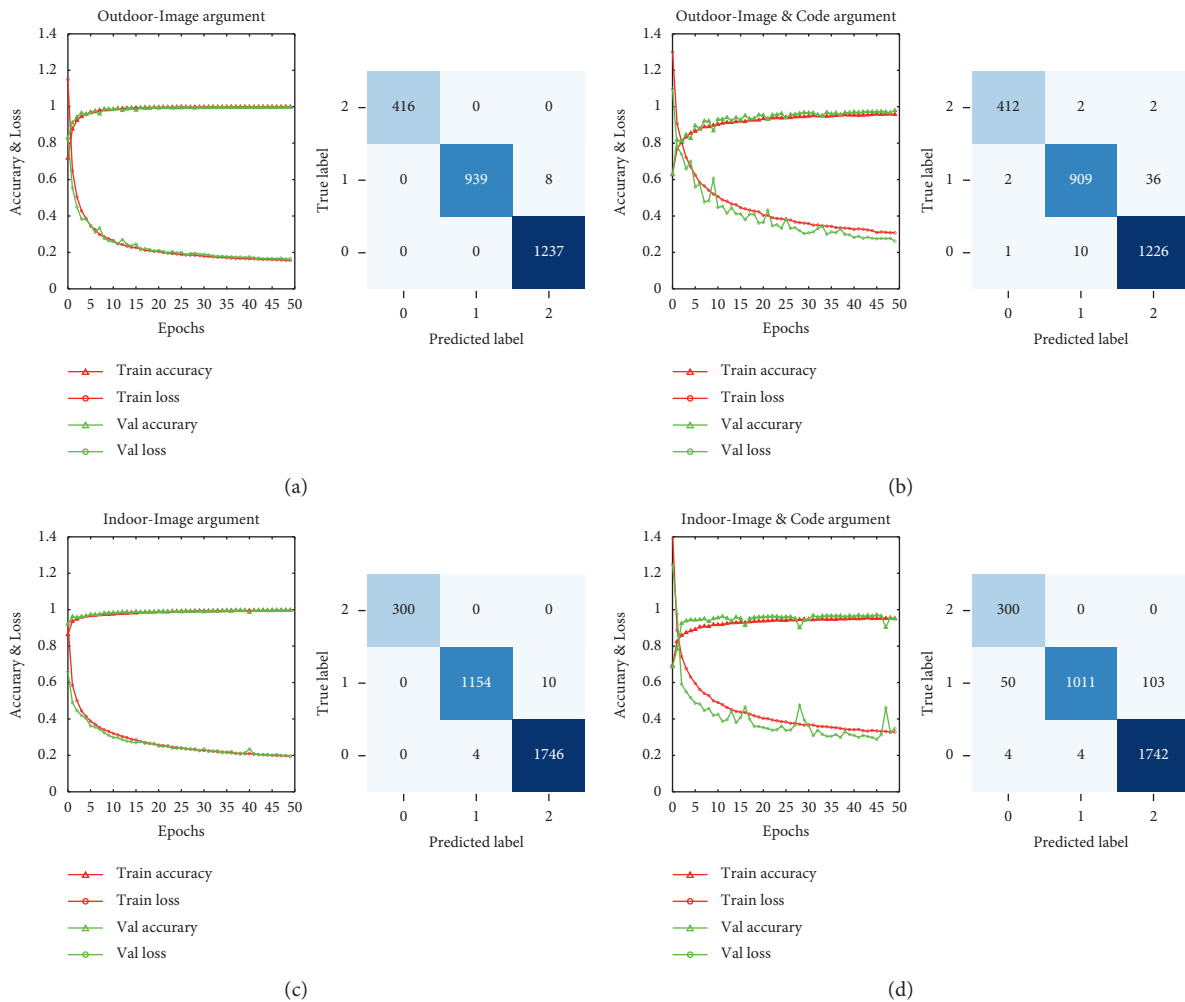 Outdoor-Image argument
1.4
1.2
1
0.8
0.6
0.4
0.2
0
Accurary & Loss
0 5 10 15 20 25 30 35 40 45 50
Epochs
True label
2 416 0 0
1 0 939 8
0 0 0 1237
0 1 2
Predicted label
Train accuracy
Train loss
Val accurary
Val loss
(a)
Outdoor-Image & Code argument
1.4
1.2
1
0.8
0.6
0.4
0.2
0
Accurary & Loss
0 5 10 15 20 25 30 35 40 45 50
Epochs
True label
2 412 2 2
1 2 909 36
0 1 10 1226
0 1 2
Predicted label
Train accuracy
Train loss
Val accurary
Val loss
(b)
Indoor-Image argument
1.4
1.2
1
0.8
0.6
0.4
0.2
0
Accurary & Loss
0 5 10 15 20 25 30 35 40 45 50
Epochs
True label
2 300 0 0
1 0 1154 10
0 0 4 1746
0 1 2
Predicted label
Train accuracy
Train loss
Val accurary
Val loss
(c)
Indoor-Image & Code argument
1.4
1.2
1
0.8
0.6
0.4
0.2
0
Accurary & Loss
0 5 10 15 20 25 30 35 40 45 50
Epochs
True label
2 300 0 0
1 50 1011 103
0 4 4 1742
0 1 2
Predicted label
Train accuracy
Train loss
Val accurary
Val loss
(d)